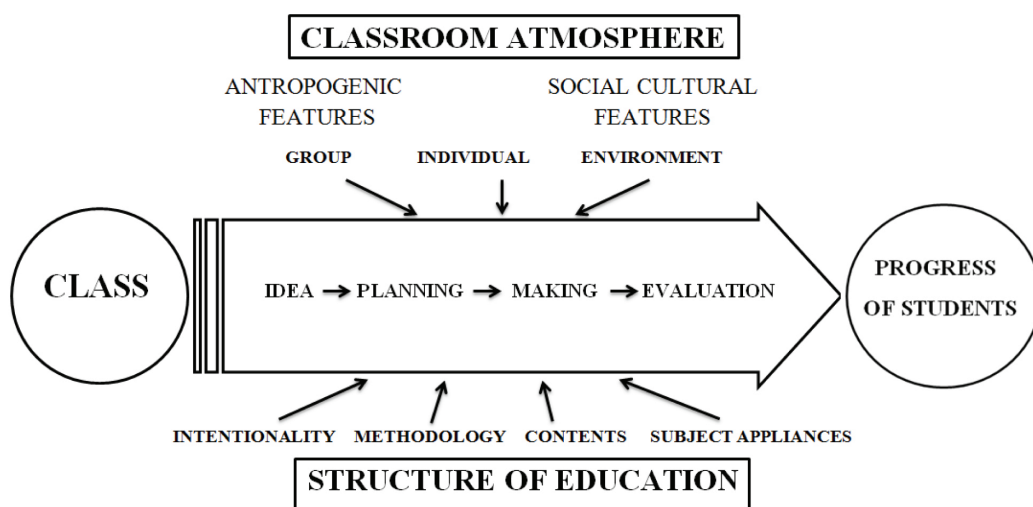 CLASSROOM ATMOSPHERE
ANTROPOGENIC
FEATURES
SOCIAL CULTURAL
FEATURES
GROUP INDIVIDUAL ENVIRONMENT
CLASS
IDEA PLANNING MAKING EVALUATION
PROGRESS
OF STUDENTS
INTENTIONALITY METHODOLOGY CONTENTS SUBJECT APPLIANCES
STRUCTURE OF EDUCATION